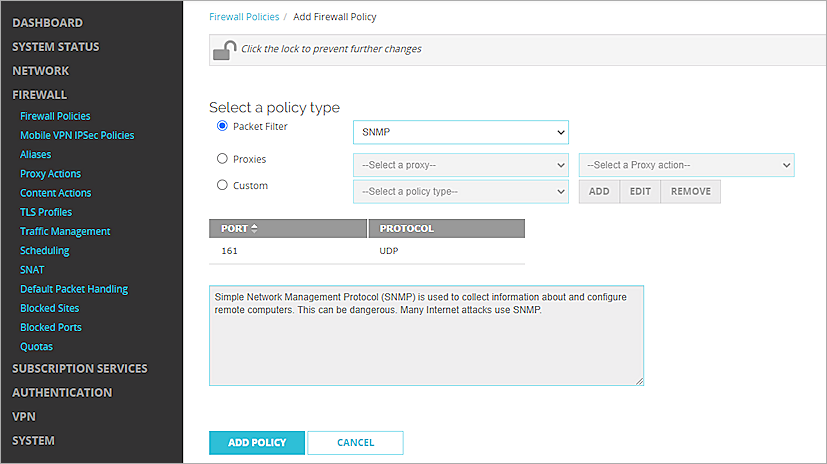 DASHBOARD
SYSTEM STATUS
NETWORK
FIREWALL
Firewall Policies
Mobile VPN IPSec Policies
Aliases
Proxy Actions
Content Actions
TLS Profiles
Traffic Management
Scheduling
SNAT
Default Packet Handling
Blocked Sites
Blocked Ports
Quotas
SUBSCRIPTION SERVICES
AUTHENTICATION
VPN
SYSTEM
Firewall Policies / Add Firewall Policy
Click the lock to prevent further changes
Select a policy type
Packet Filter SNMP
Proxies --Select a proxy-- --Select a Proxy action--
Custom --Select a policy type-- ADD EDIT REMOVE
PORT PROTOCOL
161 UDP
Simple Network Management Protocol (SNMP) is used to collect information about and configure
remote computers. This can be dangerous. Many Internet attacks use SNMP.
ADD POLICY CANCEL